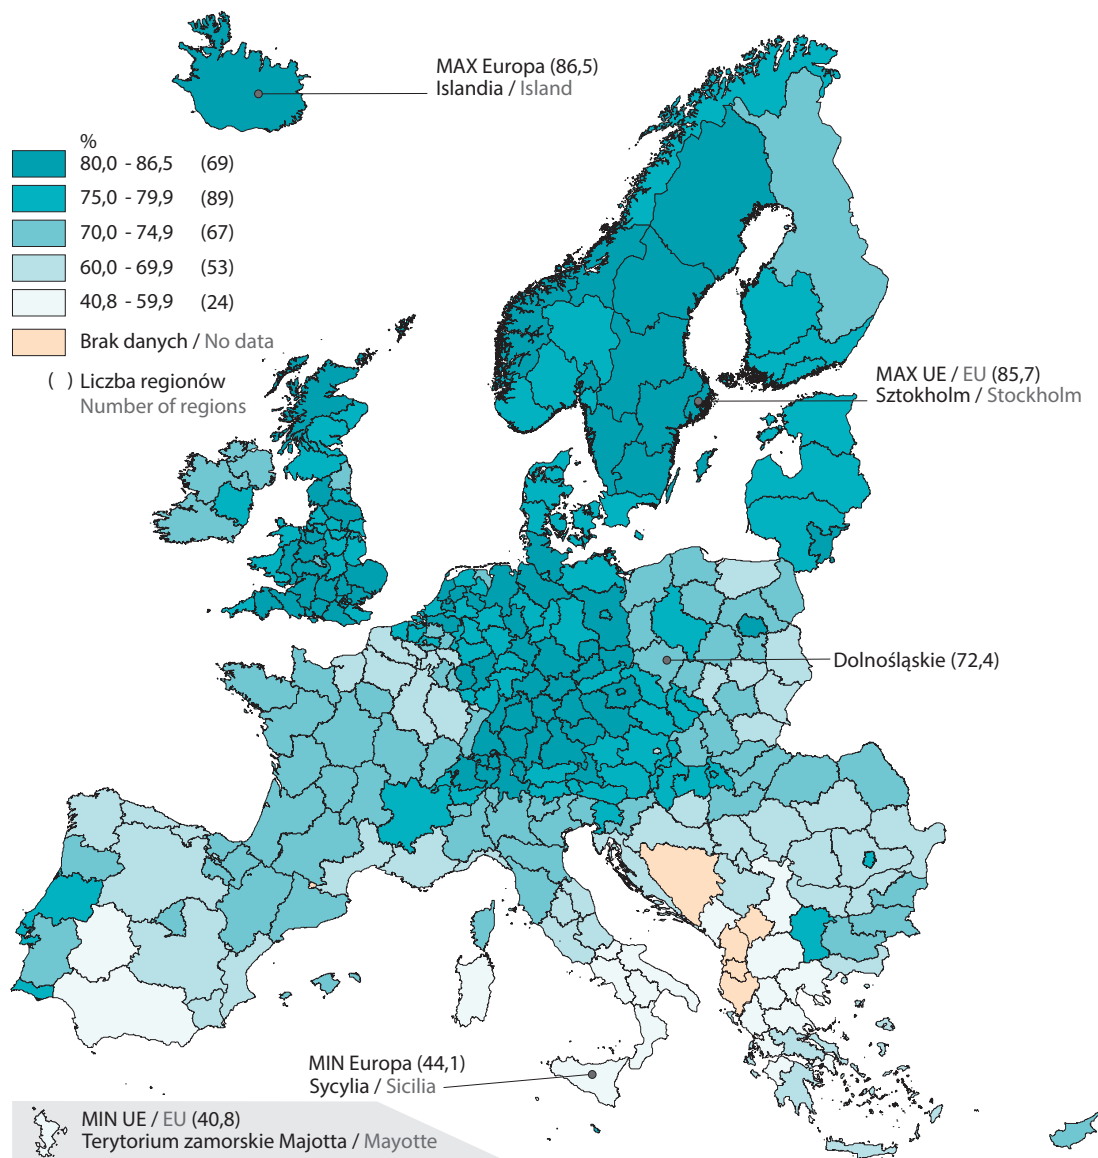 MAX Europa (86,5)
Islandia / Island
%
80,0 - 86,5 (69)
75,0 - 79,9 (89)
70,0 - 74,9 (67)
60,0 - 69,9 (53)
40,8 - 59,9 (24)
Brak danych / No data
( ) Liczba regionów
Number of regions
MAX UE / EU (85,7)
Sztokholm / Stockholm
Dolnośląskie (72,4)
MIN Europa (44,1)
Sycylia / Sicilia
MIN UE / EU (40,8)
Terytorium zamorskie Majotta / Mayotte